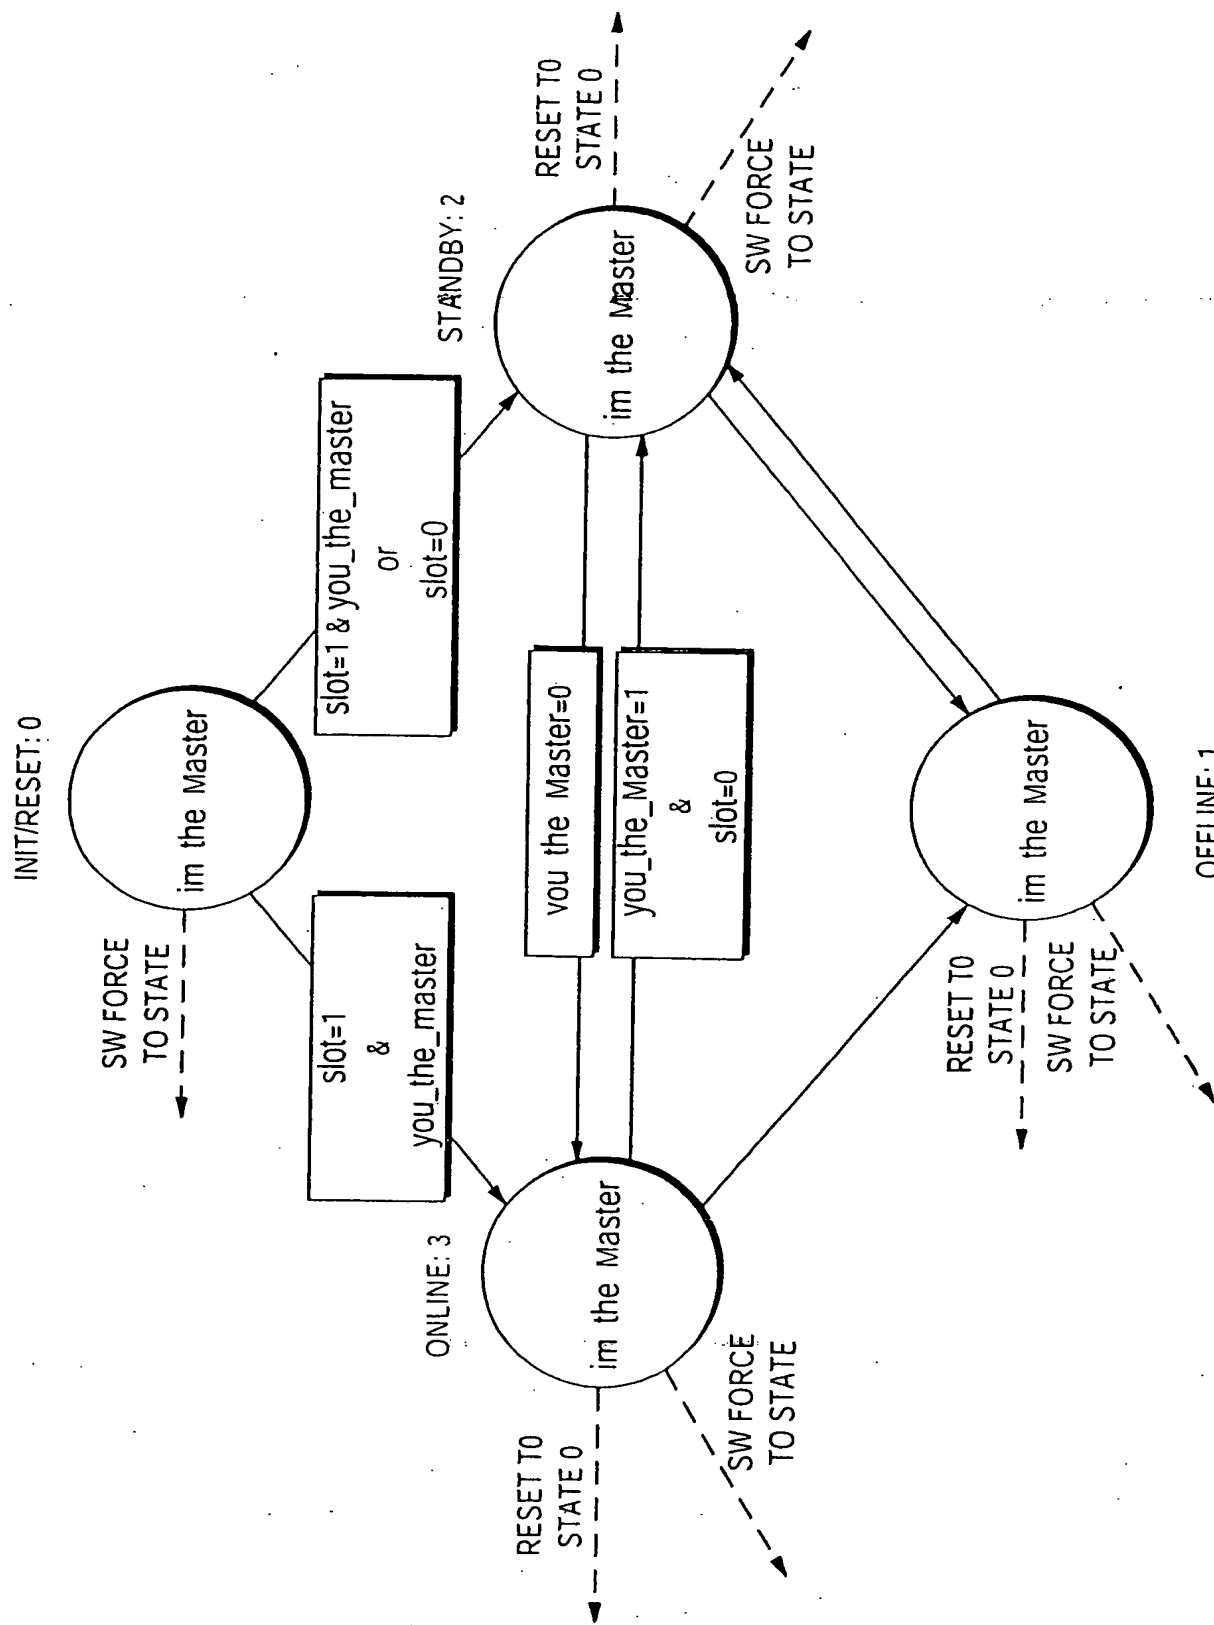 INIT/RESET: 0
SW FORCE
TO STATE
im the Master
slot=1
&
you_the_master
slot=1 & you_the_master
or
slot=0
ONLINE: 3
STANDBY: 2
RESET TO
STATE 0
im the Master
vou the Master=0
you_the_Master=1
&
slot=0
im the Master
RESET TO
STATE 0
SW FORCE
TO STATE
SW FORCE
TO STATE
RESET TO
STATE 0
SW FORCE
TO STATE
im the Master
OFFLINE: 1